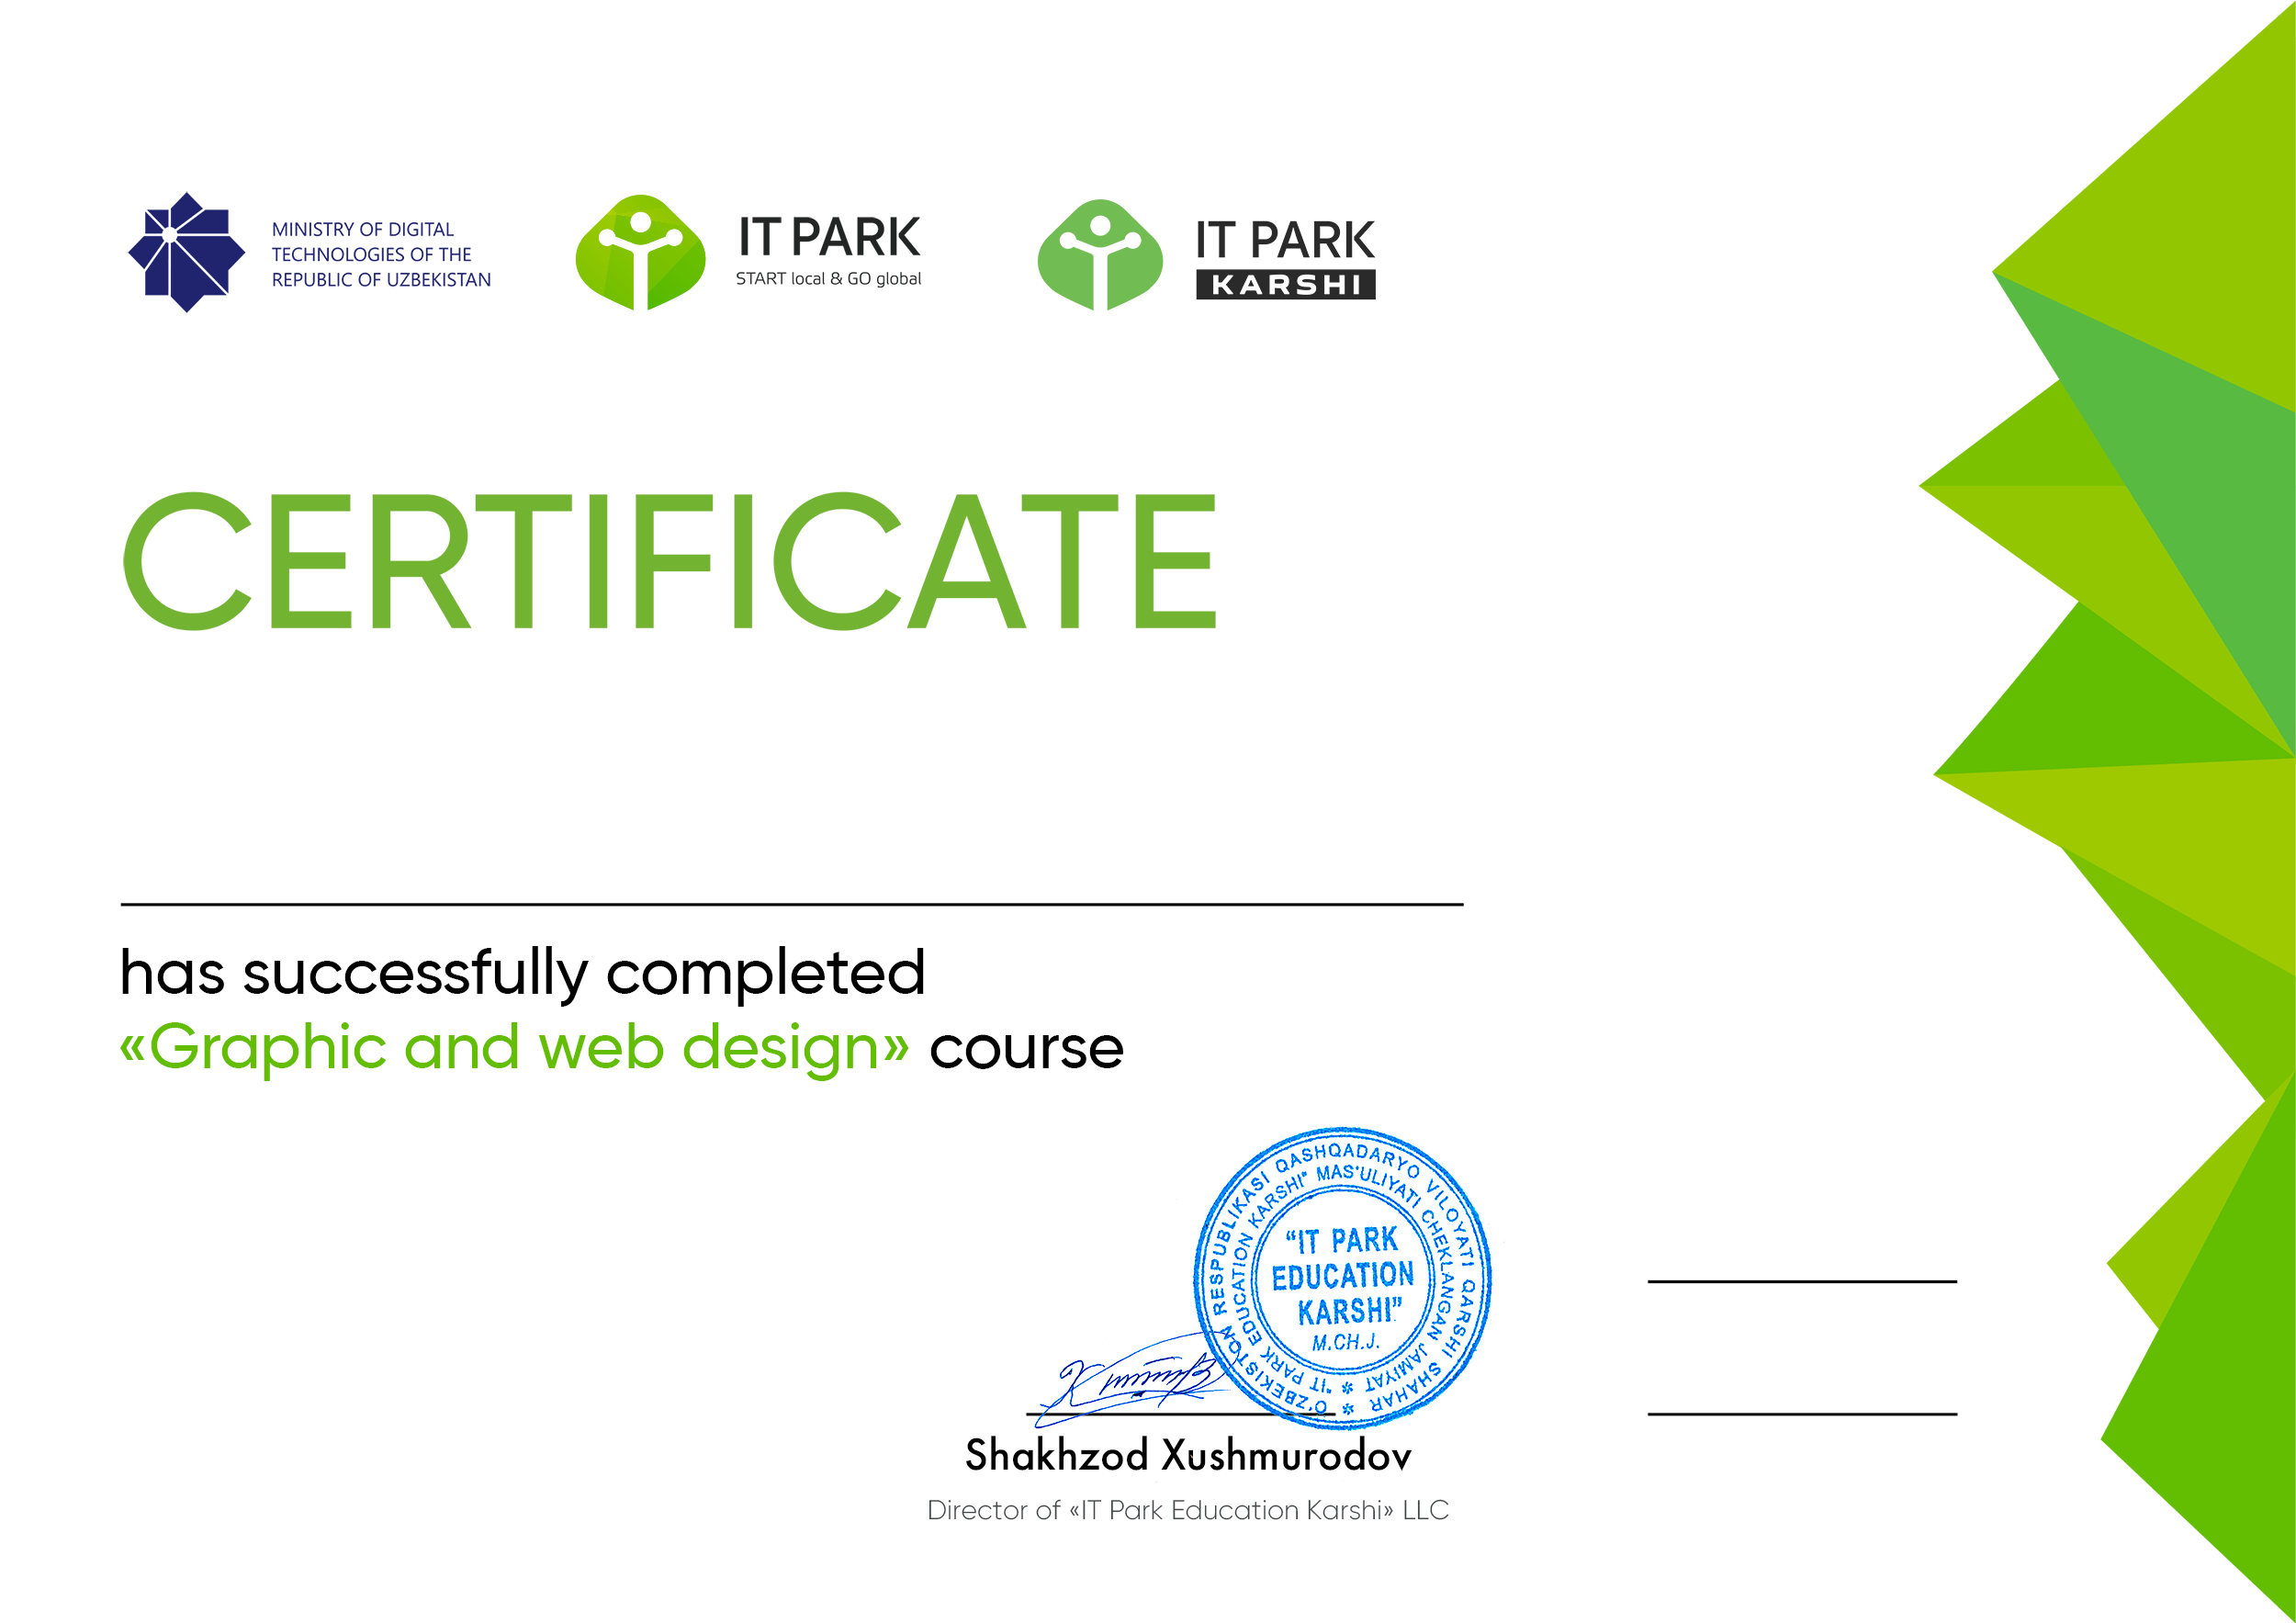 MINISTRY OF DIGITAL
TECHNOLOGIES OF THE
REPUBLIC OF UZBEKISTAN
IT PARK
START local & GO global
IT PARK
KARSHI
CERTIFICATE
has successfully completed
«Graphic and web design» course
O'ZBEKISTON RESPUBLIKASI QASHQADARYO VILOYATI QARSHI SHAHAR
"IT PARK EDUCATION KARSHI" MAS'ULIYATI CHEKLANGAN JAMIYAT
“IT PARK
EDUCATION
KARSHI”
M.CH.J.
Shakhzod Xushmurodov
Director of «IT Park Education Karshi» LLC